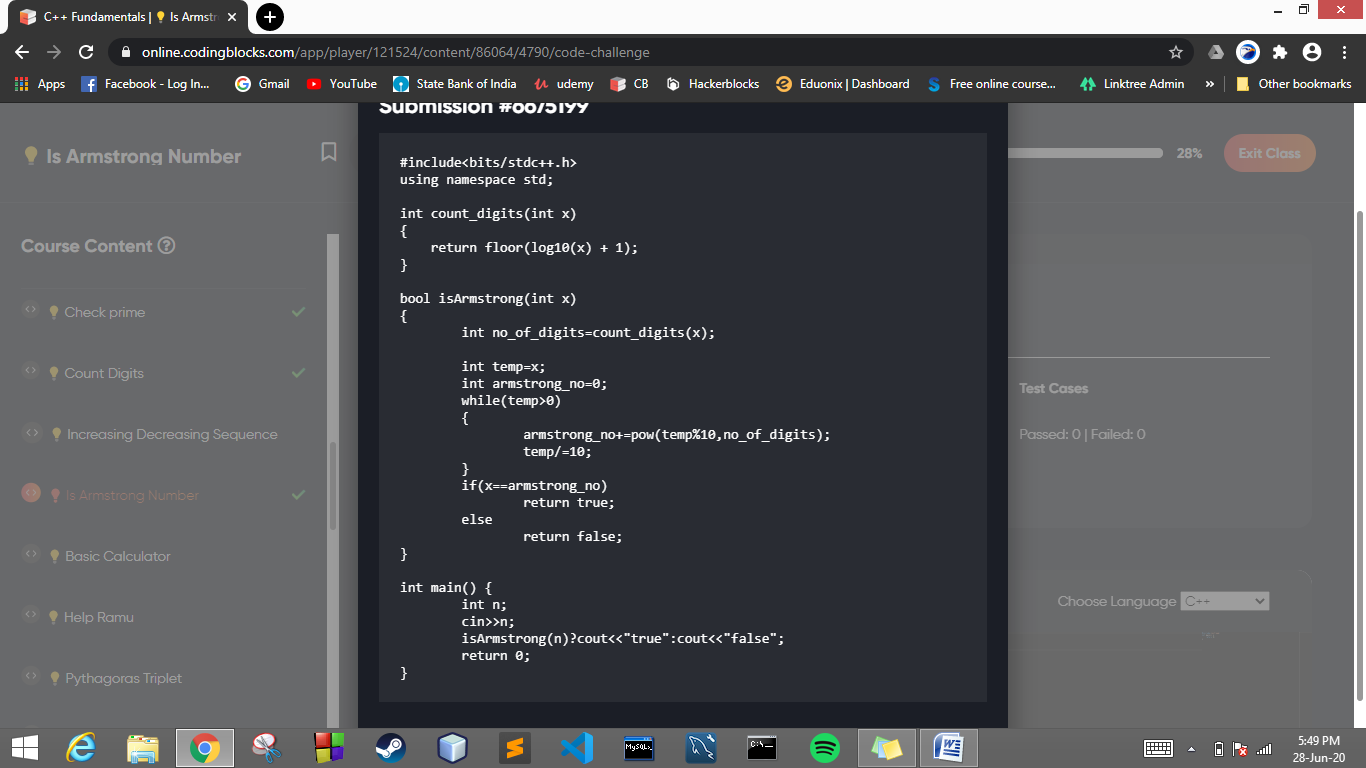 C++ Fundamentals | 💡 Is Armstr
online.codingblocks.com/app/player/121524/content/86064/4790/code-challenge
Apps
Facebook - Log In...
Gmail
YouTube
State Bank of India
udemy
CB
Hackerblocks
Eduonix | Dashboard
Free online course...
Linktree Admin
»
Other bookmarks
Submission #6675199
💡 Is Armstrong Number
28%
Exit Class
Course Content
💡 Check prime
💡 Count Digits
💡 Increasing Decreasing Sequence
💡 Is Armstrong Number
💡 Basic Calculator
💡 Help Ramu
💡 Pythagoras Triplet
#include<bits/stdc++.h>
using namespace std;
int count_digits(int x)
{
return floor(log10(x) + 1);
}
bool isArmstrong(int x)
{
int no_of_digits=count_digits(x);
int temp=x;
int armstrong_no=0;
while(temp>0)
{
armstrong_no+=pow(temp%10,no_of_digits);
temp/=10;
}
if(x==armstrong_no)
return true;
else
return false;
}
int main() {
int n;
cin>>n;
isArmstrong(n)?cout<<"true":cout<<"false";
return 0;
}
Test Cases
Passed: 0 | Failed: 0
Choose Language C++
5:49 PM
28-Jun-20